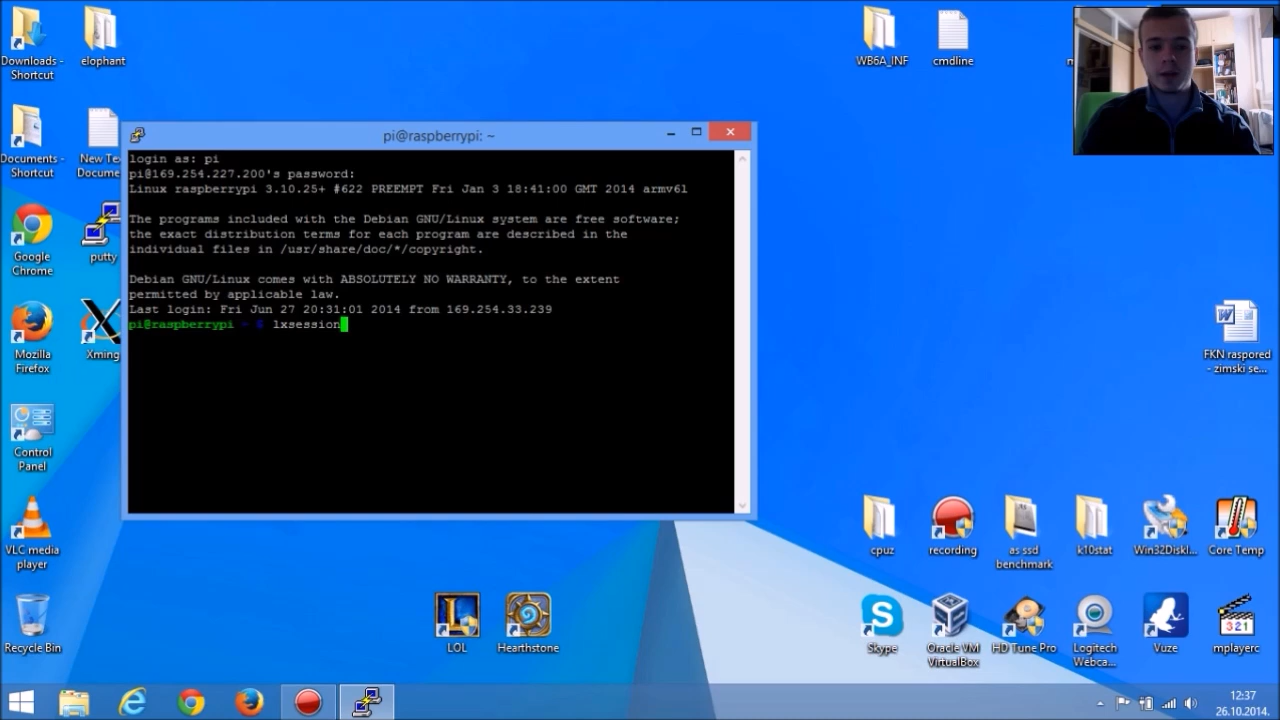 Downloads -
Shortcut
elophant
WB6A_INF
cmdline
Documents -
Shortcut
New Tex
Docume
Google
Chrome
putty
Mozilla
Firefox
Xming
Control
Panel
VLC media
player
Recycle Bin
pi@raspberrypi: ~
login as: pi
pi@169.254.227.200's password:
Linux raspberrypi 3.10.25+ #622 PREEMPT Fri Jan 3 18:41:00 GMT 2014 armv6l
The programs included with the Debian GNU/Linux system are free software;
the exact distribution terms for each program are described in the
individual files in /usr/share/doc/*/copyright.
Debian GNU/Linux comes with ABSOLUTELY NO WARRANTY, to the extent
permitted by applicable law.
Last login: Fri Jun 27 20:31:01 2014 from 169.254.33.239
pi@raspberrypi ~ $ lxsession
FKN raspored
- zimski se...
cpuz
recording
as ssd
benchmark
k10stat
Win32DiskI...
Core Temp
LOL
Hearthstone
Skype
Oracle VM
VirtualBox
HD Tune Pro
Logitech
Webca...
Vuze
321
mplayerc
12:37
26.10.2014.